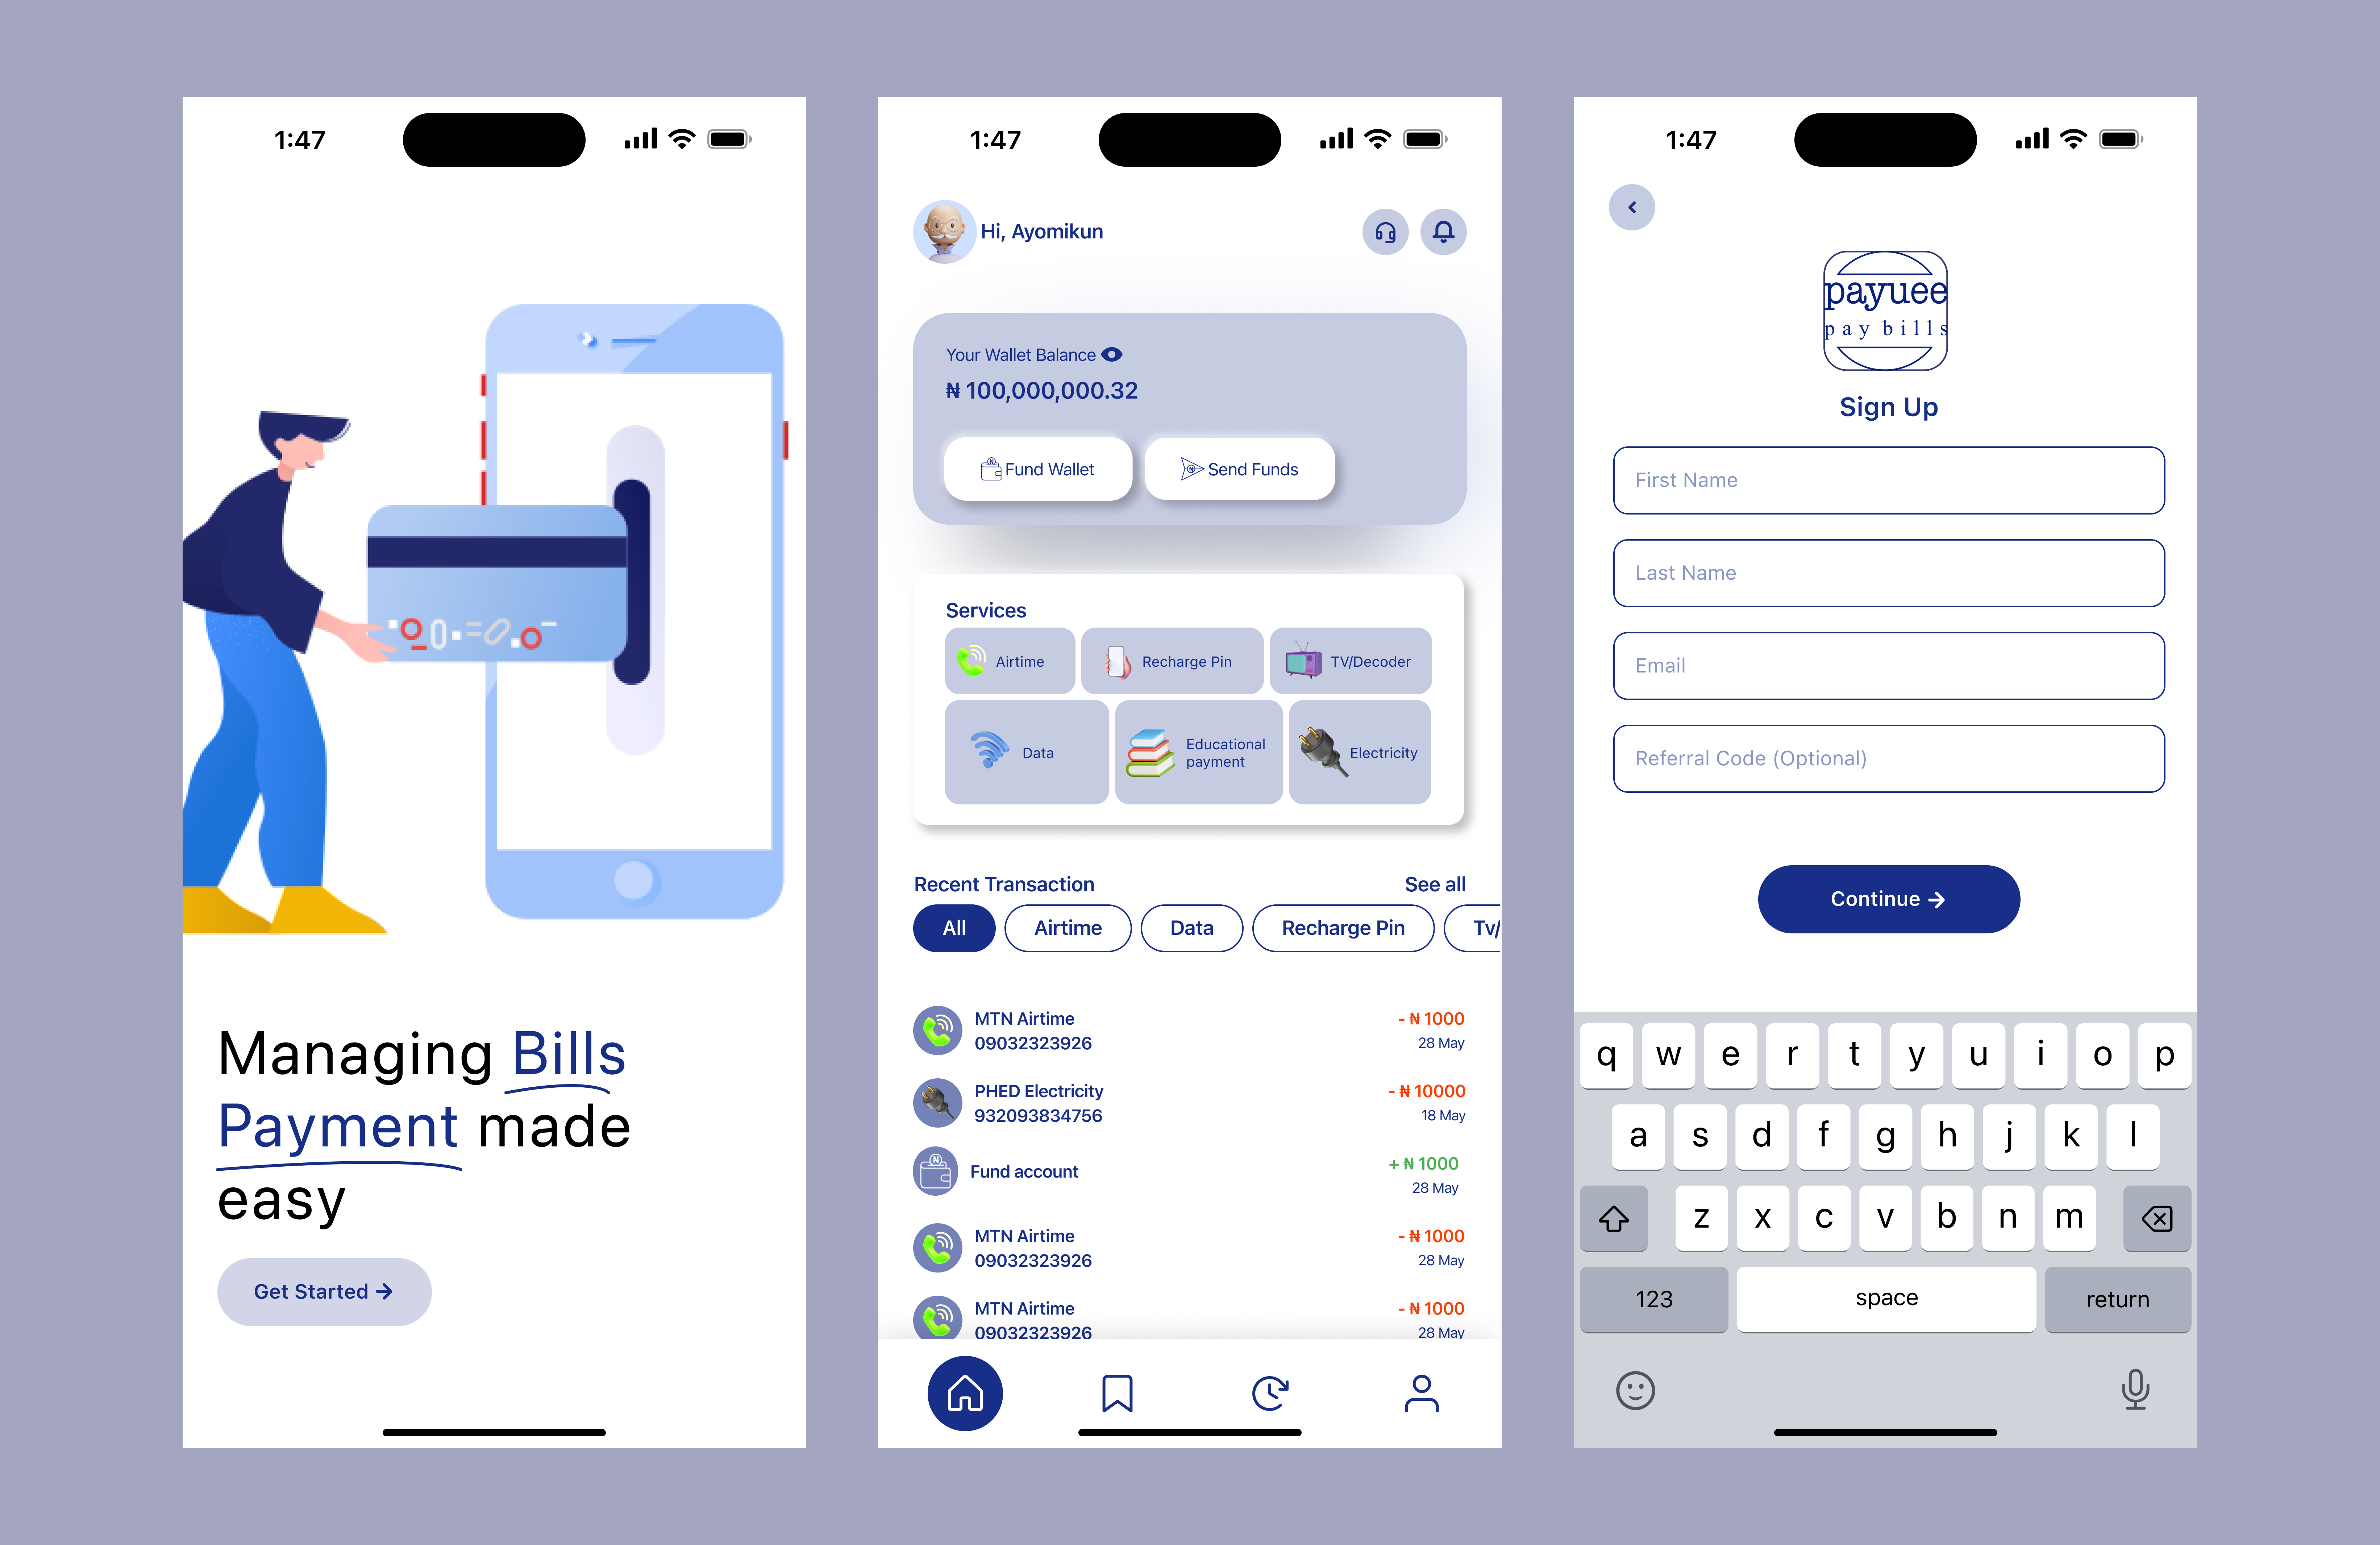 1:47
Managing Bills
Payment made
easy
Get Started →
1:47
Hi, Ayomikun
Your Wallet Balance
₦ 100,000,000.32
Fund Wallet
Send Funds
Services
Airtime
Recharge Pin
TV/Decoder
Data
Educational
payment
Electricity
Recent Transaction
See all
All
Airtime
Data
Recharge Pin
Tv/
MTN Airtime
- ₦ 1000
09032323926
28 May
PHED Electricity
- ₦ 10000
932093834756
18 May
Fund account
+ ₦ 1000
28 May
MTN Airtime
- ₦ 1000
09032323926
28 May
MTN Airtime
- ₦ 1000
09032323926
28 May
1:47
payuee
pay bills
Sign Up
First Name
Last Name
Email
Referral Code (Optional)
Continue →
q w e r t y u i o p
a s d f g h j k l
z x c v b n m
123 space return